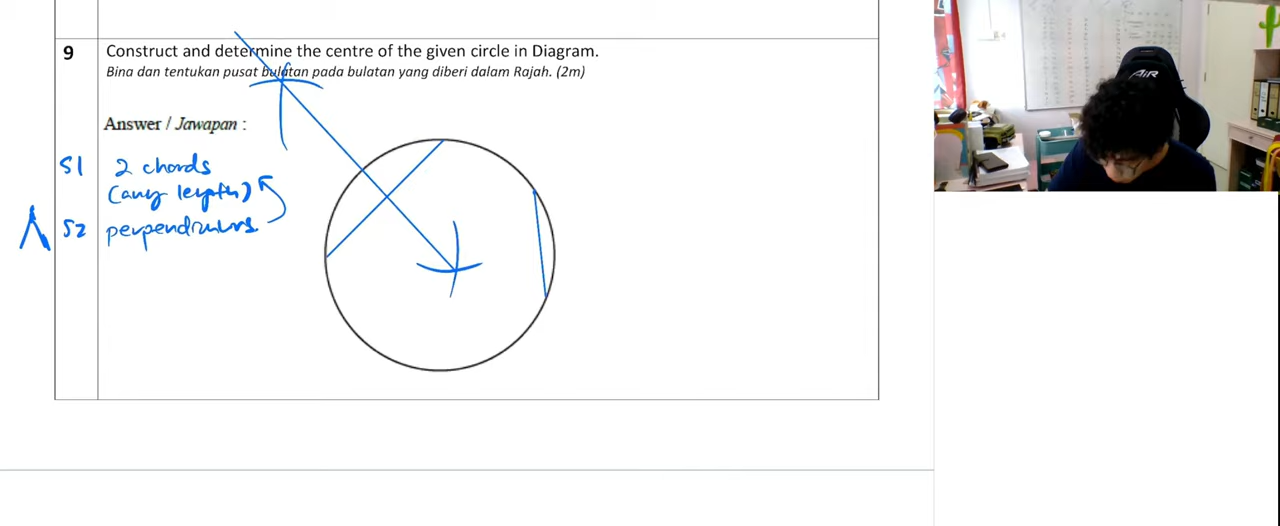 9 Construct and determine the centre of the given circle in Diagram.
Bina dan tentukan pusat bulatan pada bulatan yang diberi dalam Rajah. (2m)
Answer / Jawapan :
S1 2 chords
(any length)
S2
AiR